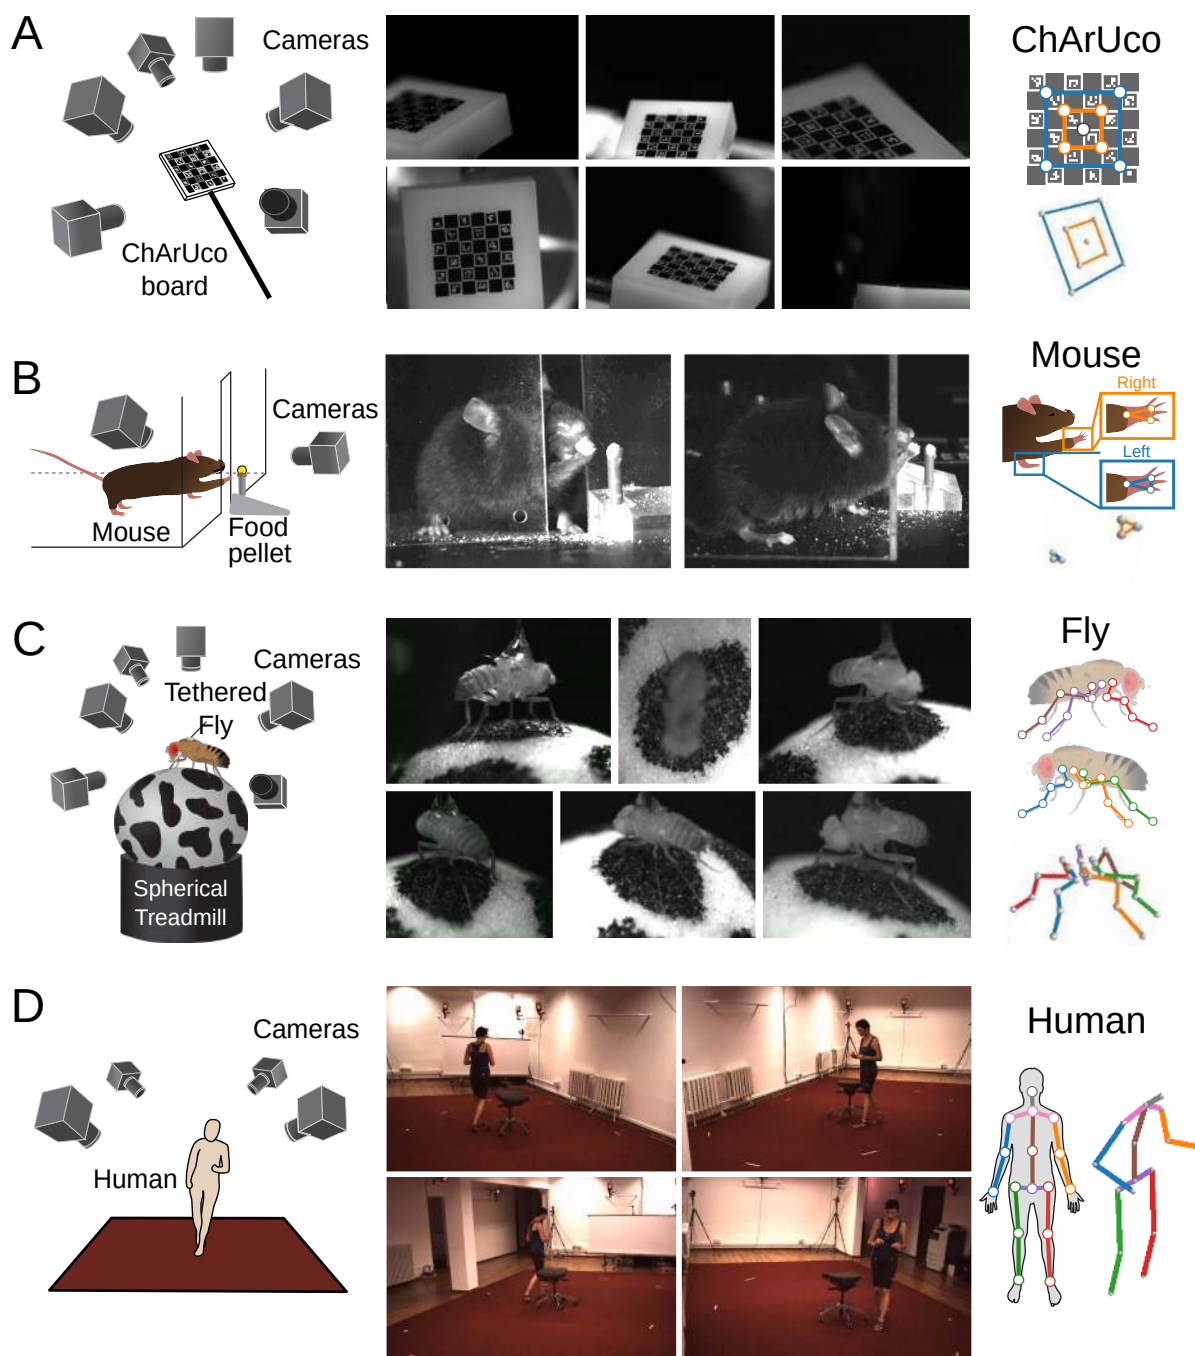 A
Cameras
ChArUco
board
ChArUco
B
Cameras
Mouse
Food
pellet
Mouse
Right
Left
C
Cameras
Tethered
Fly
Spherical
Treadmill
Fly
D
Cameras
Human
Human